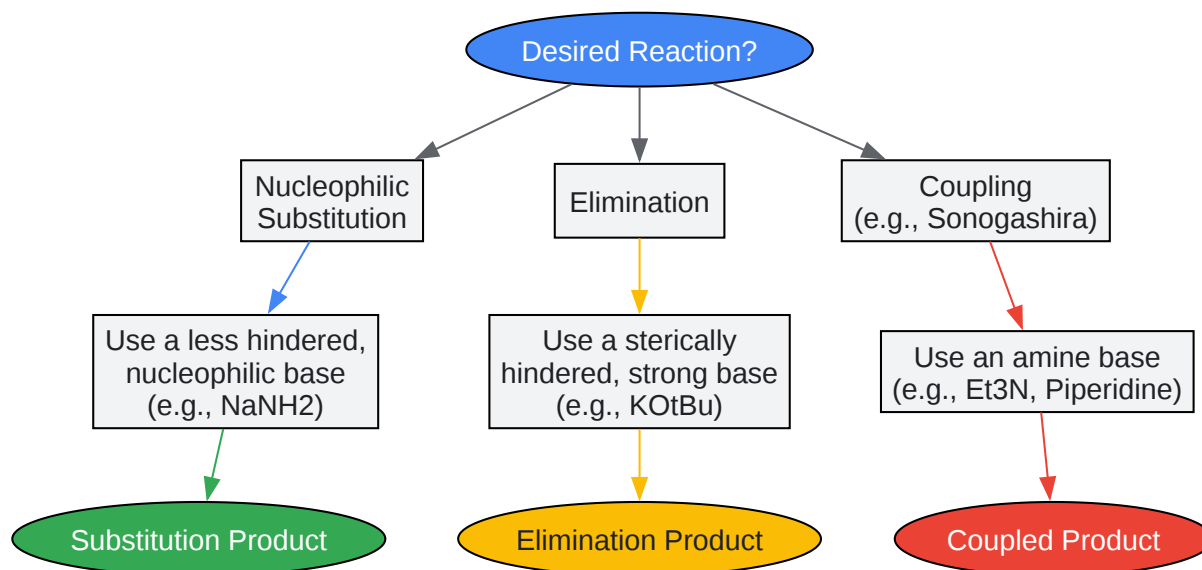 Desired Reaction?
Nucleophilic
Substitution
Elimination
Coupling
(e.g., Sonogashira)
Use a less hindered,
nucleophilic base
(e.g., NaNH2)
Use a sterically
hindered, strong base
(e.g., KOtBu)
Use an amine base
(e.g., Et3N, Piperidine)
Substitution Product
Elimination Product
Coupled Product